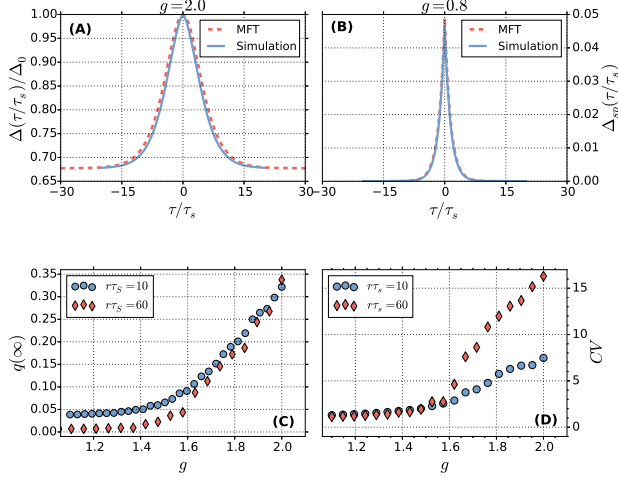 g=2.0
(A)
MFT
Simulation
1.00
0.95
0.90
0.85
0.80
0.75
0.70
0.65
Δ(τ/τ_s)/Δ_0
−30
−15
0
15
30
τ/τ_s
g=0.8
(B)
MFT
Simulation
0.05
0.04
0.03
0.02
0.01
0.00
Δ_sp(τ/τ_s)
−30
−15
0
15
30
τ/τ_s
rτ_S=10
rτ_S=60
0.35
0.30
0.25
0.20
0.15
0.10
0.05
0.00
q(∞)
(C)
1.2
1.4
1.6
1.8
2.0
g
rτ_s=10
rτ_s=60
15
10
5
0
CV
(D)
1.2
1.4
1.6
1.8
2.0
g